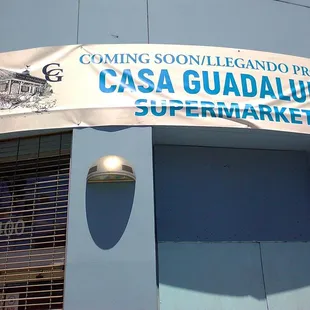 CG
COMING SOON/LLEGANDO PR
CASA GUADALU
SUPERMARKET